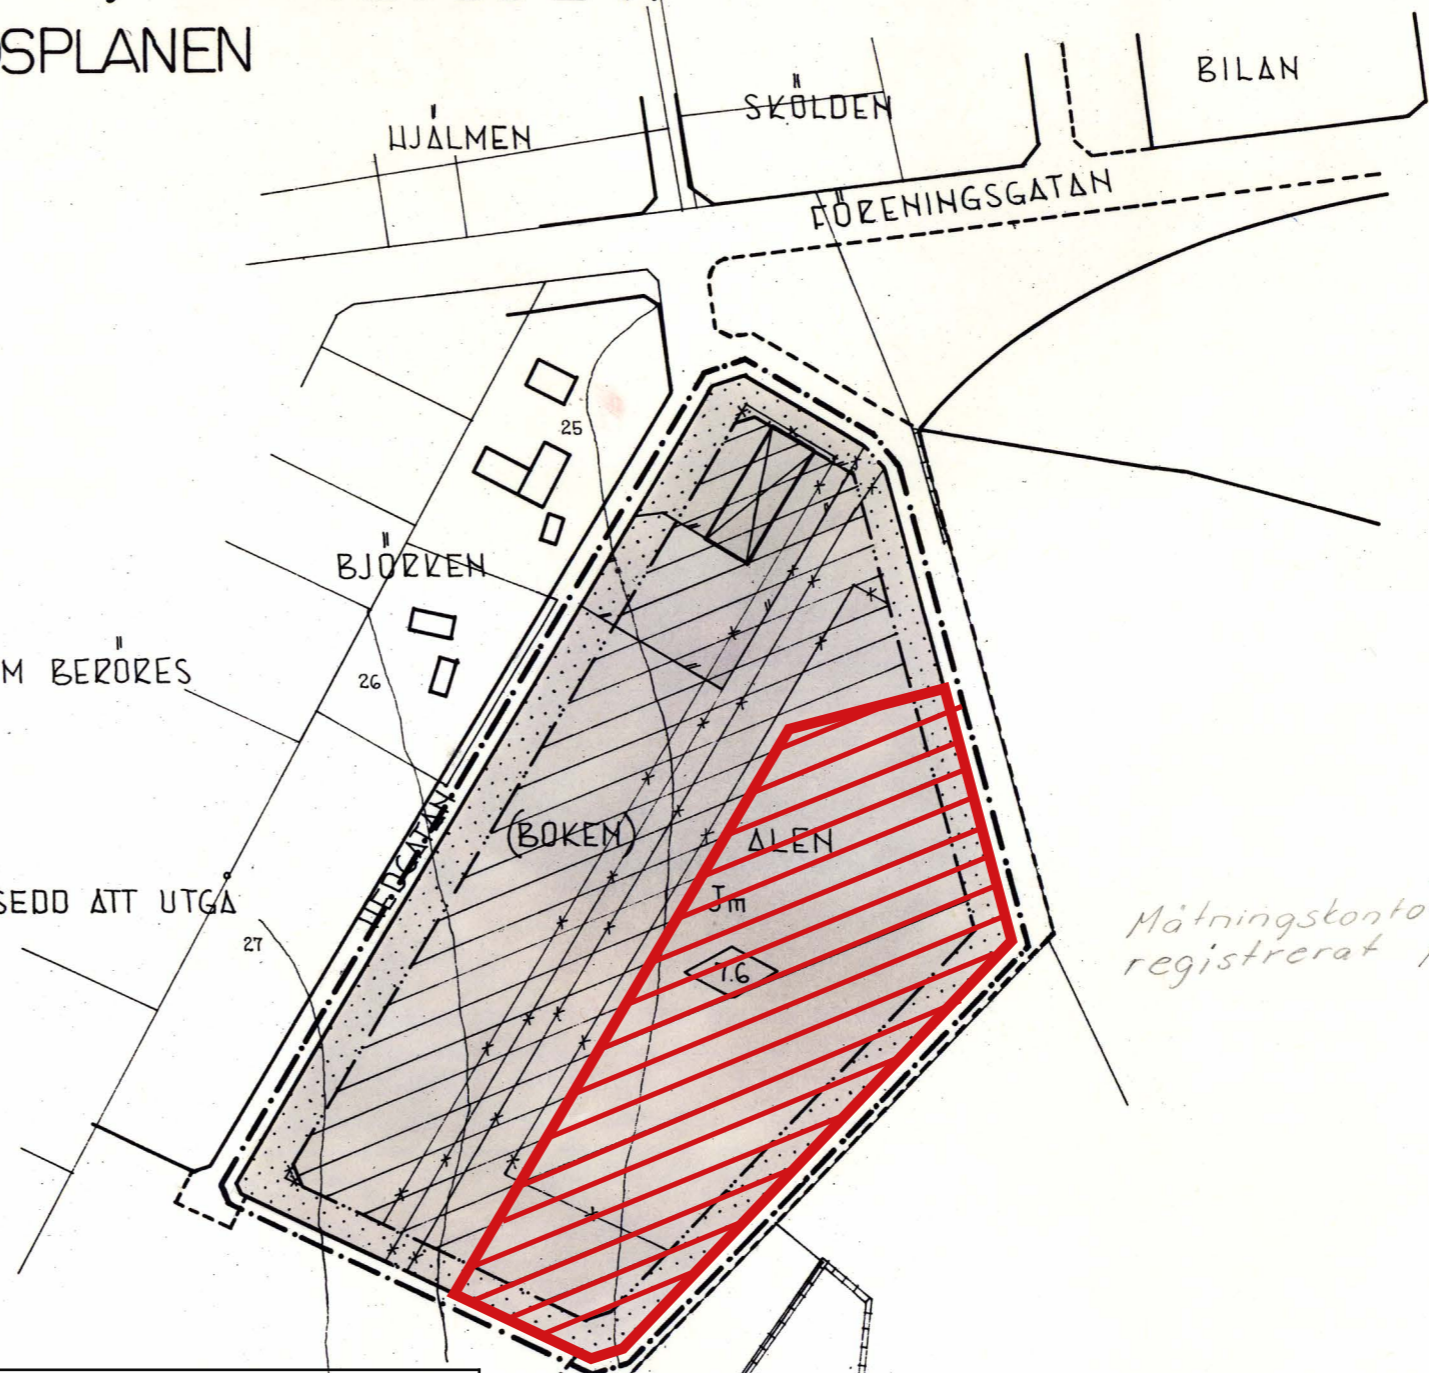 SPLANEN
BILAN
SKÖLDEN
HJÄLMEN
FÖRENINGSGATAN
25
BJÖRKEN
M BERÖRES
26
(BOKEN)
ALEN
HEDGATAN
Jm
SEDD ATT UTGÅ
27
7.6
Mätningskonto
registrerat